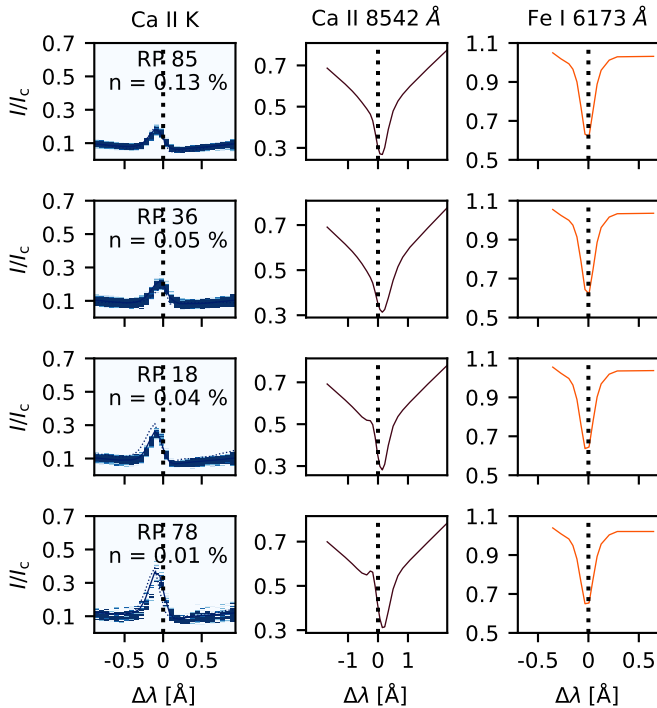 Ca II K Ca II 8542 Å Fe I 6173 Å
I/Ic
0.7
0.5
0.3
0.1
RP 85
n = 0.13 %
0.7
0.5
0.3
1.1
0.9
0.7
0.5
I/Ic
0.7
0.5
0.3
0.1
RP 36
n = 0.05 %
0.7
0.5
0.3
1.1
0.9
0.7
0.5
I/Ic
0.7
0.5
0.3
0.1
RP 18
n = 0.04 %
0.7
0.5
0.3
1.1
0.9
0.7
0.5
I/Ic
0.7
0.5
0.3
0.1
RP 78
n = 0.01 %
0.7
0.5
0.3
1.1
0.9
0.7
0.5
-0.5 0 0.5 -1 0 1 -0.5 0 0.5
Δλ [Å] Δλ [Å] Δλ [Å]